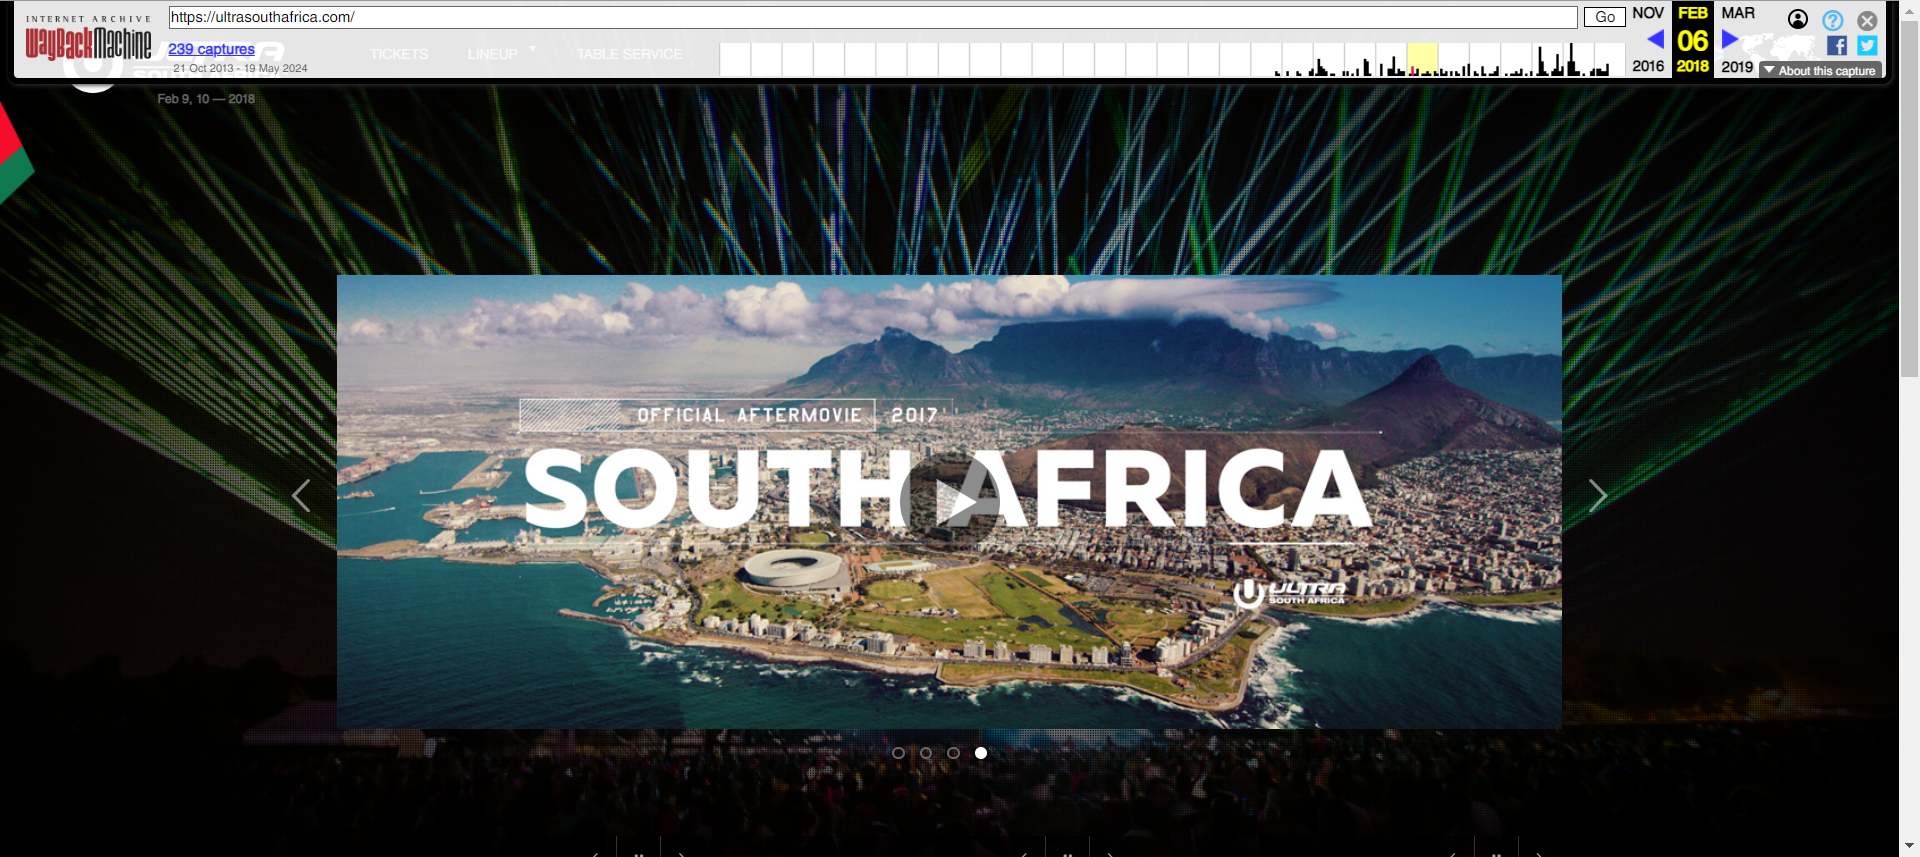 INTERNET ARCHIVE
WayBackMachine
https://ultrasouthafrica.com/
Go
239 captures
21 Oct 2013 - 19 May 2024
NOV
FEB
MAR
06
2016
2018
2019
?
f
About this capture
TICKETS
LINEUP
TABLE SERVICE
Feb 9, 10 — 2018
OFFICIAL AFTERMOVIE 2017
SOUTH AFRICA
ULTRA
SOUTH AFRICA